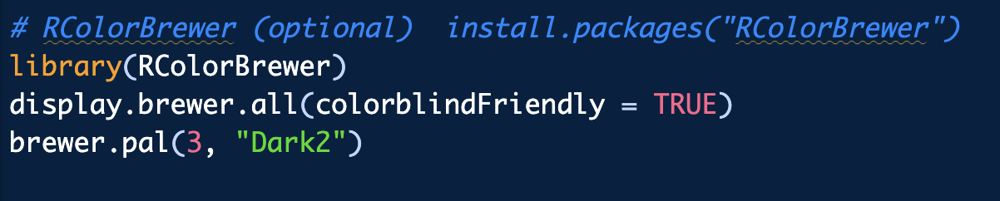 # RColorBrewer (optional)  install.packages("RColorBrewer")
library(RColorBrewer)
display.brewer.all(colorblindFriendly = TRUE)
brewer.pal(3, "Dark2")